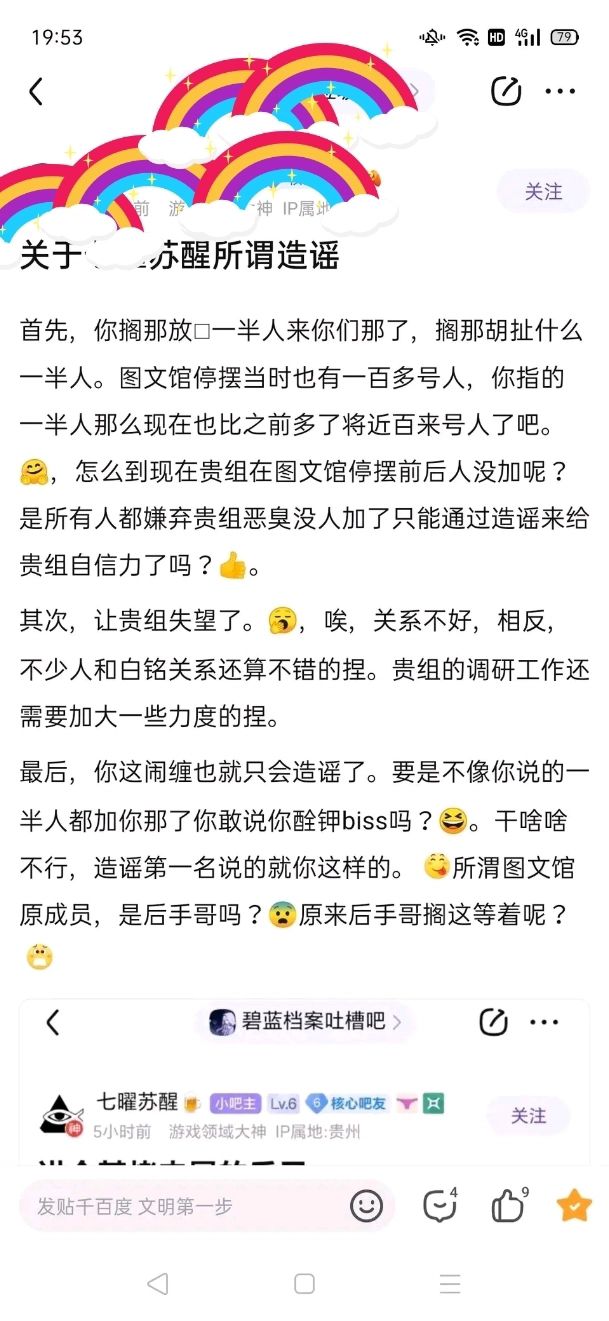 19:53
HD
4G
79
前 游 神 IP属地
关注
关于七曜苏醒所谓造谣
首先，你搁那放□一半人来你们那了，搁那胡扯什么
一半人。图文馆停摆当时也有一百多号人，你指的
一半人那么现在也比之前多了将近百来号人了吧。
🤗，怎么到现在贵组在图文馆停摆前后人没加呢？
是所有人都嫌弃贵组恶臭没人加了只能通过造谣来给
贵组自信力了吗？👍。
其次，让贵组失望了。🥱，唉，关系不好，相反，
不少人和白铭关系还算不错的捏。贵组的调研工作还
需要加大一些力度的捏。
最后，你这闹缠也就只会造谣了。要是不像你说的一
半人都加你那了你敢说你酫钾biss吗？😆。干啥啥
不行，造谣第一名说的就你这样的。😋所渭图文馆
原成员，是后手哥吗？😨原来后手哥搁这等着呢？
😷
碧蓝档案吐槽吧
七曜苏醒🍺 小吧主 Lv.6 6 核心吧友
神
5小时前 游戏领域大神 IP属地:贵州
关注
发贴千百度 文明第一步
4
9